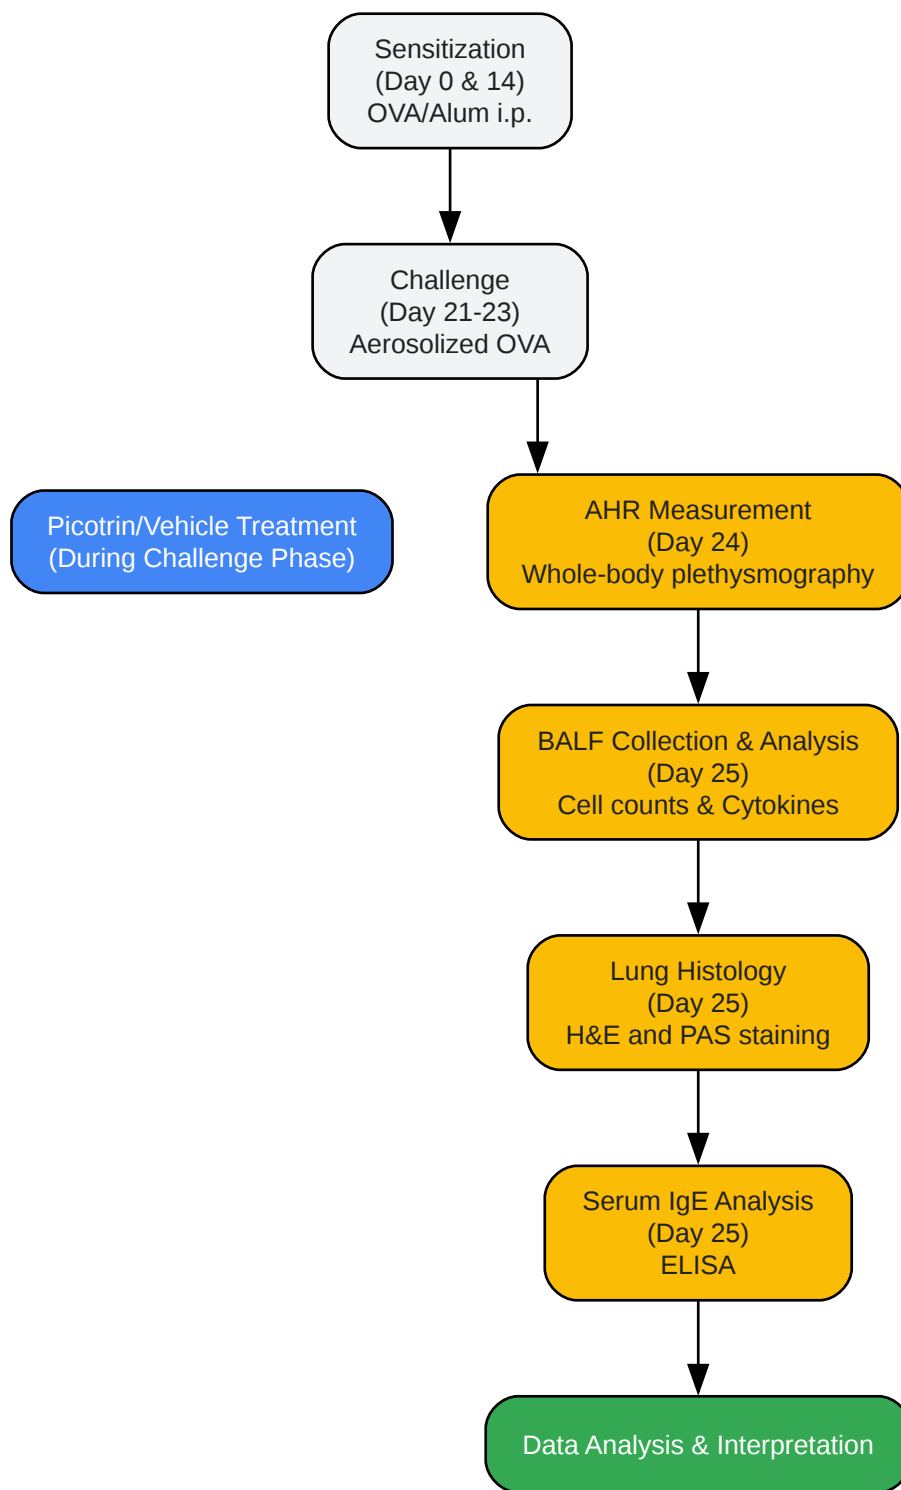 Sensitization
(Day 0 & 14)
OVA/Alum i.p.
Challenge
(Day 21-23)
Aerosolized OVA
Picotrin/Vehicle Treatment
(During Challenge Phase)
AHR Measurement
(Day 24)
Whole-body plethysmography
BALF Collection & Analysis
(Day 25)
Cell counts & Cytokines
Lung Histology
(Day 25)
H&E and PAS staining
Serum IgE Analysis
(Day 25)
ELISA
Data Analysis & Interpretation